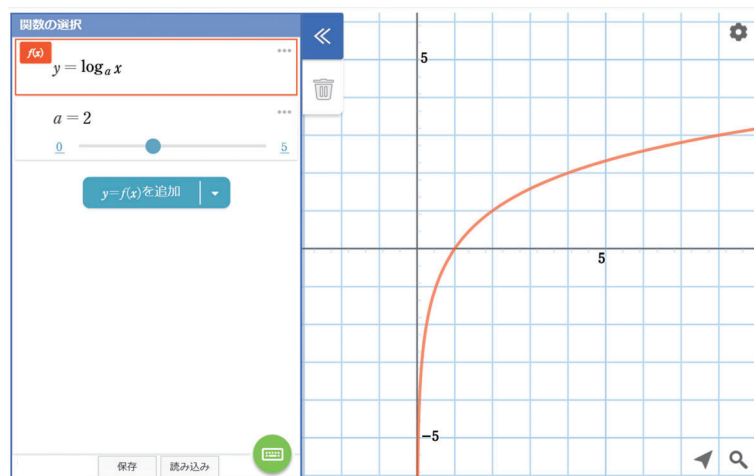 関数の選択
f(x)
y = logₐ x
a = 2
0
5
y=f(x)を追加
保存
読み込み
5
5
−5